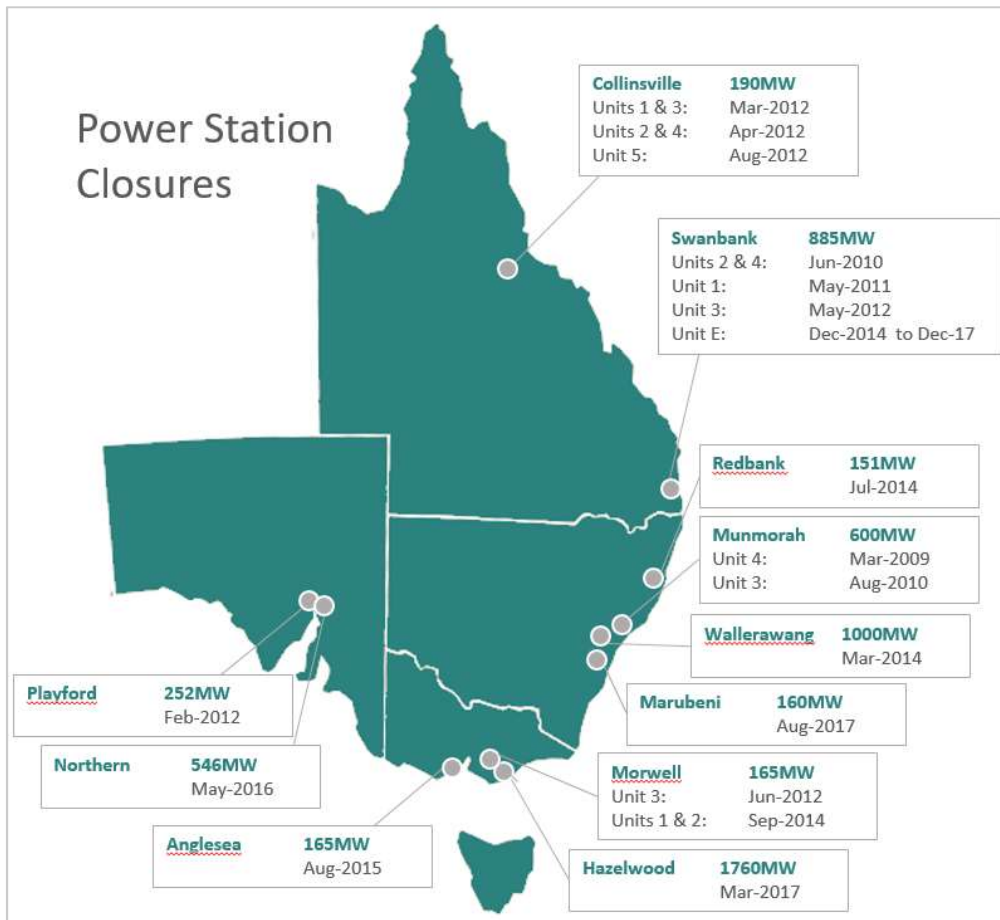 Power Station
Closures
Collinsville 190MW
Units 1 & 3: Mar-2012
Units 2 & 4: Apr-2012
Unit 5: Aug-2012
Swanbank 885MW
Units 2 & 4: Jun-2010
Unit 1: May-2011
Unit 3: May-2012
Unit E: Dec-2014 to Dec-17
Redbank 151MW
Jul-2014
Munmorah 600MW
Unit 4: Mar-2009
Unit 3: Aug-2010
Wallerawang 1000MW
Mar-2014
Playford 252MW
Feb-2012
Marubeni 160MW
Aug-2017
Northern 546MW
May-2016
Morwell 165MW
Unit 3: Jun-2012
Units 1 & 2: Sep-2014
Anglesea 165MW
Aug-2015
Hazelwood 1760MW
Mar-2017